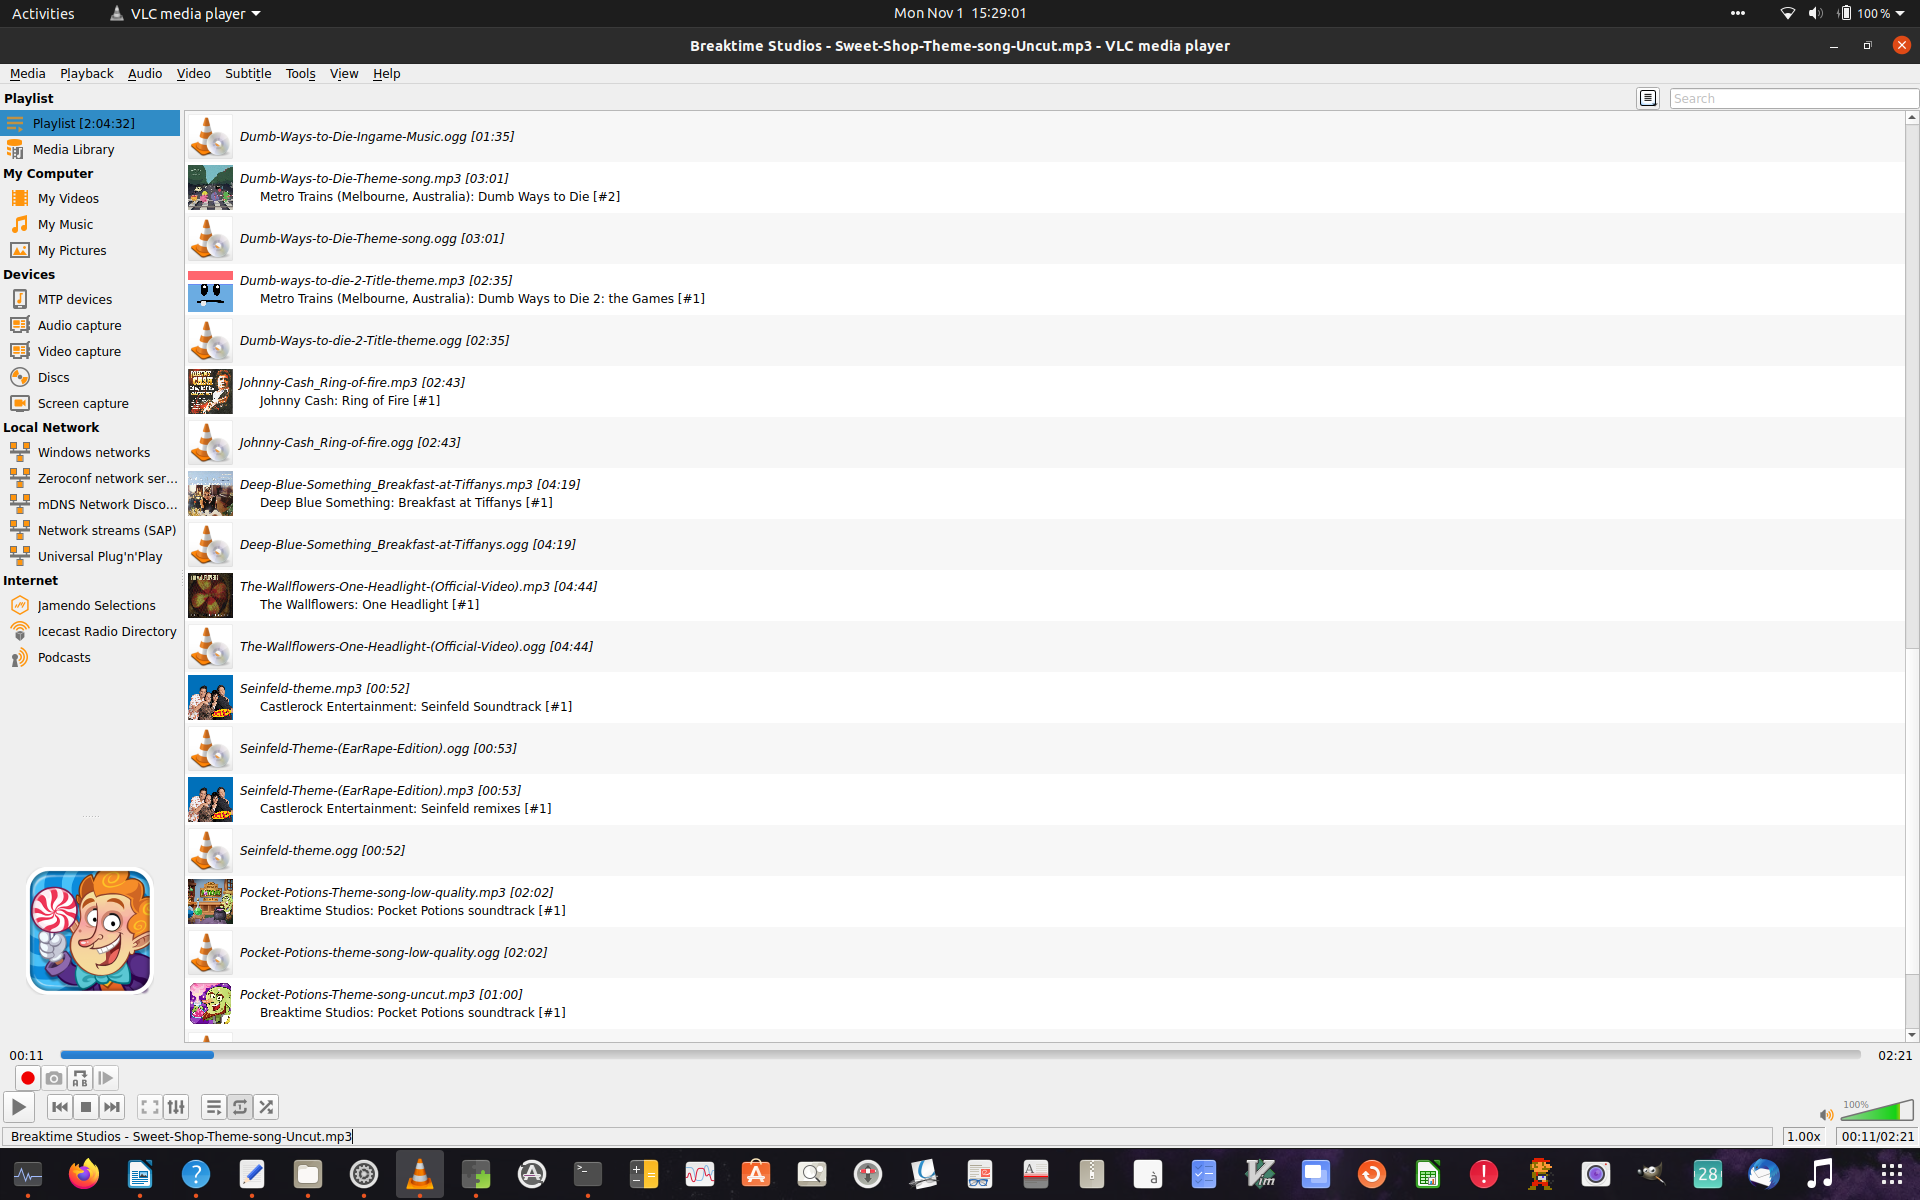 Activities
VLC media player
Mon Nov 1 15:29:01
100 %
Breaktime Studios - Sweet-Shop-Theme-song-Uncut.mp3 - VLC media player
Media Playback Audio Video Subtitle Tools View Help
Playlist
Search
Playlist [2:04:32]
Media Library
My Computer
My Videos
My Music
My Pictures
Devices
MTP devices
Audio capture
Video capture
Discs
Screen capture
Local Network
Windows networks
Zeroconf network ser...
mDNS Network Disco...
Network streams (SAP)
Universal Plug'n'Play
Internet
Jamendo Selections
Icecast Radio Directory
Podcasts
Dumb-Ways-to-Die-Ingame-Music.ogg [01:35]
Dumb-Ways-to-Die-Theme-song.mp3 [03:01]
Metro Trains (Melbourne, Australia): Dumb Ways to Die [#2]
Dumb-Ways-to-Die-Theme-song.ogg [03:01]
Dumb-ways-to-die-2-Title-theme.mp3 [02:35]
Metro Trains (Melbourne, Australia): Dumb Ways to Die 2: the Games [#1]
Dumb-Ways-to-die-2-Title-theme.ogg [02:35]
Johnny-Cash_Ring-of-fire.mp3 [02:43]
Johnny Cash: Ring of Fire [#1]
Johnny-Cash_Ring-of-fire.ogg [02:43]
Deep-Blue-Something_Breakfast-at-Tiffanys.mp3 [04:19]
Deep Blue Something: Breakfast at Tiffanys [#1]
Deep-Blue-Something_Breakfast-at-Tiffanys.ogg [04:19]
The-Wallflowers-One-Headlight-(Official-Video).mp3 [04:44]
The Wallflowers: One Headlight [#1]
The-Wallflowers-One-Headlight-(Official-Video).ogg [04:44]
Seinfeld-theme.mp3 [00:52]
Castlerock Entertainment: Seinfeld Soundtrack [#1]
Seinfeld-Theme-(EarRape-Edition).ogg [00:53]
Seinfeld-Theme-(EarRape-Edition).mp3 [00:53]
Castlerock Entertainment: Seinfeld remixes [#1]
Seinfeld-theme.ogg [00:52]
Pocket-Potions-Theme-song-low-quality.mp3 [02:02]
Breaktime Studios: Pocket Potions soundtrack [#1]
Pocket-Potions-theme-song-low-quality.ogg [02:02]
Pocket-Potions-Theme-song-uncut.mp3 [01:00]
Breaktime Studios: Pocket Potions soundtrack [#1]
00:11
02:21
A B
100%
Breaktime Studios - Sweet-Shop-Theme-song-Uncut.mp3
1.00x
00:11/02:21
28